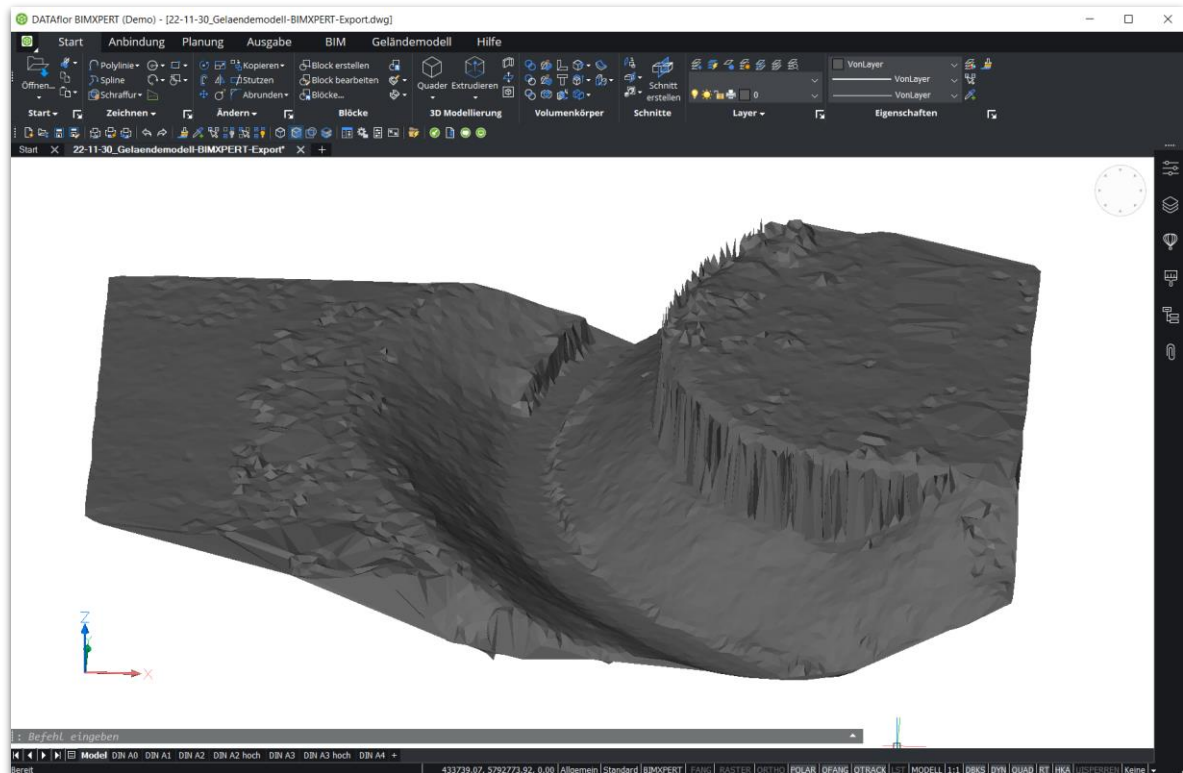 DATAflor BIMXPERT (Demo) - [22-11-30_Gelaendemodell-BIMXPERT-Export.dwg]
Start Anbindung Planung Ausgabe BIM Geländemodell Hilfe
Polylinie Kopieren Block erstellen VonLayer
Spline Stutzen Block bearbeiten VonLayer
Öffnen... Schraffur Abrunden Blöcke... Quader Extrudieren Schnitt erstellen 0 VonLayer
Start Zeichnen Ändern Blöcke 3D Modellierung Volumenkörper Schnitte Layer Eigenschaften
Start X 22-11-30_Gelaendemodell-BIMXPERT-Export* X +
Z
X
: Befehl eingeben
Model DIN A0 DIN A1 DIN A2 DIN A2 hoch DIN A3 DIN A3 hoch DIN A4 +
Bereit 433739.07, 5792773.92, 0.00 Allgemein Standard BIMXPERT FANG RASTER ORTHO POLAR OFANG OTRACK LST MODELL 1:1 DBKS DYN QUAD RT HKA UISPERREN Keine